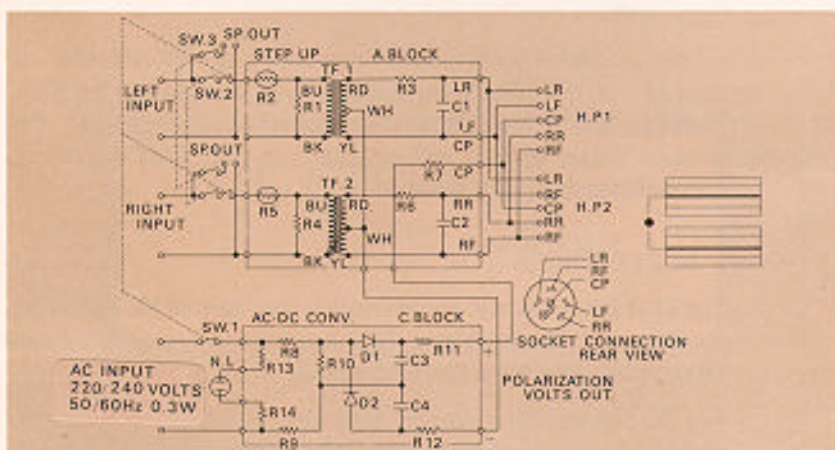 SP.OUT
SW.3
STEP UP
A.BLOCK
TF.1
LEFT
INPUT
SW.2
R2
BU
R1
RD
WH
R3
LR
C1
LF
BK
YL
CP
SP.OUT
R7
CP
TF.2
RIGHT
INPUT
R5
BU
R4
RD
WH
R6
RR
C2
RF
BK
YL
LR
LF
CP
RR
RF
H.P1
LR
RF
CP
RR
RF
H.P2
LR
RF
CP
LF
RR
SOCKET CONNECTION
REAR VIEW
SW.1
AC-DC CONV.
C.BLOCK
N.L
R8
R13
R10
D1
C3
R11
+
D2
C4
R14
R9
R12
-
AC INPUT
220/240 VOLTS
50/60Hz 0.3W
POLARIZATION
VOLTS OUT